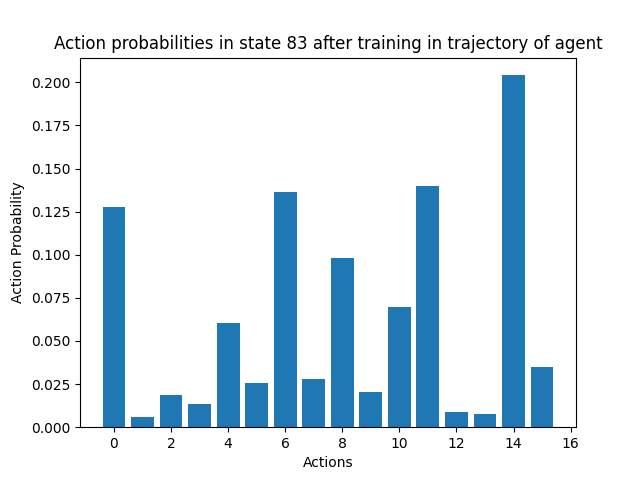 Action probabilities in state 83 after training in trajectory of agent
0.200
0.175
0.150
0.125
0.100
0.075
0.050
0.025
0.000
Action Probability
0 2 4 6 8 10 12 14 16
Actions